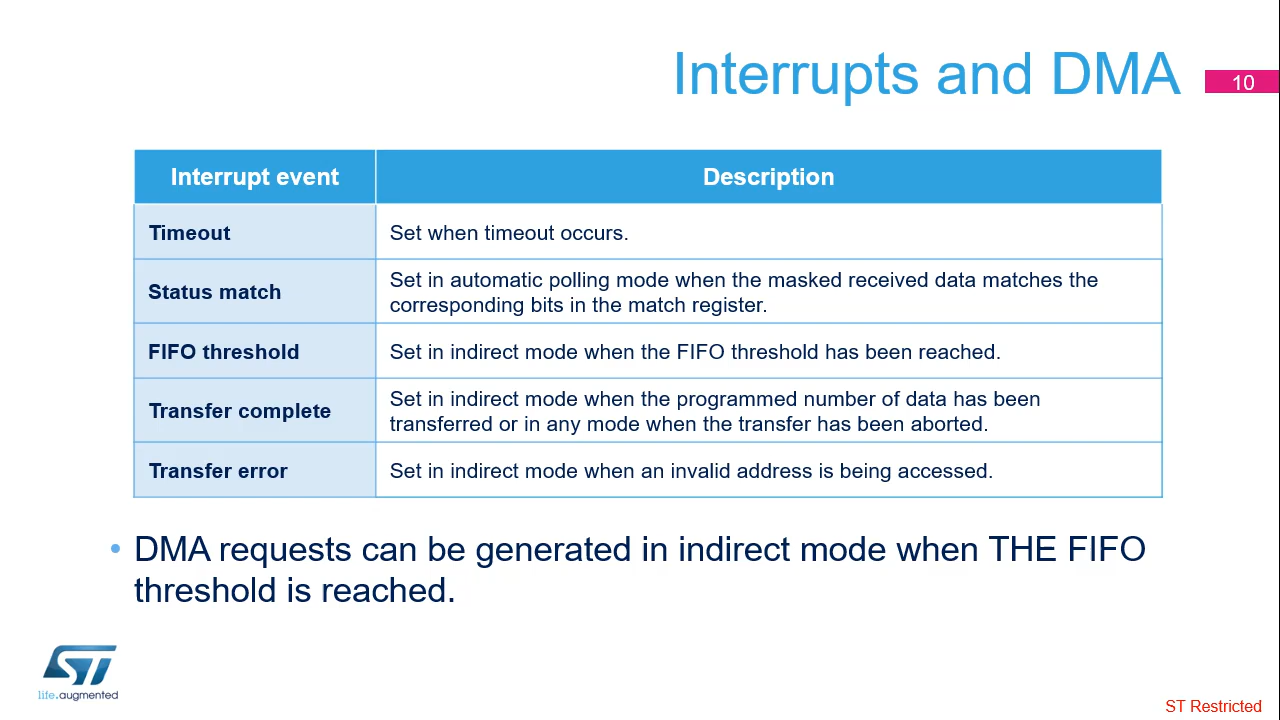 Interrupts and DMA
10
Interrupt event
Description
Timeout
Set when timeout occurs.
Status match
Set in automatic polling mode when the masked received data matches the
corresponding bits in the match register.
FIFO threshold
Set in indirect mode when the FIFO threshold has been reached.
Transfer complete
Set in indirect mode when the programmed number of data has been
transferred or in any mode when the transfer has been aborted.
Transfer error
Set in indirect mode when an invalid address is being accessed.
• DMA requests can be generated in indirect mode when THE FIFO
threshold is reached.
ST
life.augmented
ST Restricted